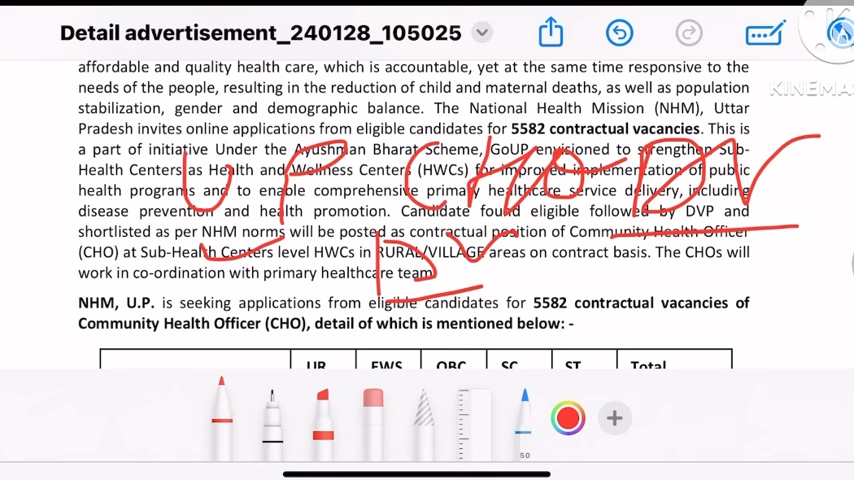 Detail advertisement_240128_105025
affordable and quality health care, which is accountable, yet at the same time responsive to the
needs of the people, resulting in the reduction of child and maternal deaths, as well as population
stabilization, gender and demographic balance. The National Health Mission (NHM), Uttar
Pradesh invites online applications from eligible candidates for 5582 contractual vacancies. This is
a part of initiative Under the Ayushman Bharat Scheme, GoUP envisioned to strengthen Sub-
Health Centers as Health and Wellness Centers (HWCs) for improved implementation of public
health programs and to enable comprehensive primary healthcare service delivery, including
disease prevention and health promotion. Candidate found eligible followed by DVP and
shortlisted as per NHM norms will be posted as contractual position of Community Health Officer
(CHO) at Sub-Health Centers level HWCs in RURAL/VILLAGE areas on contract basis. The CHOs will
work in co-ordination with primary healthcare team
UP CHO-DV
DV
NHM, U.P. is seeking applications from eligible candidates for 5582 contractual vacancies of
Community Health Officer (CHO), detail of which is mentioned below: -
UR EWS OBC SC ST Total
50